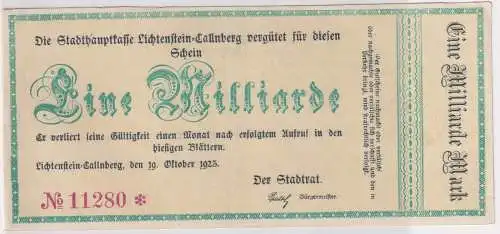 Die Stadthauptkasse Lichtenstein-Callnberg vergütet für diesen
Schein
Eine Milliarde
Er verliert seine Gültigkeit einen Monat nach erfolgtem Aufruf in den
hiesigen Blättern.
Lichtenstein-Callnberg, den 19. Oktober 1923.
Der Stadtrat.
Bürgermeister.
№ 11280 *
Eine Milliarde Mark